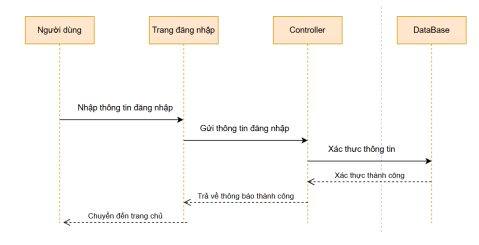 Người dùng
Trang đăng nhập
Controller
DataBase
Nhập thông tin đăng nhập
Gửi thông tin đăng nhập
Xác thưc thông tin
Xác thực thành công
Trả về thông báo thành công
Chuyển đến trang chủ